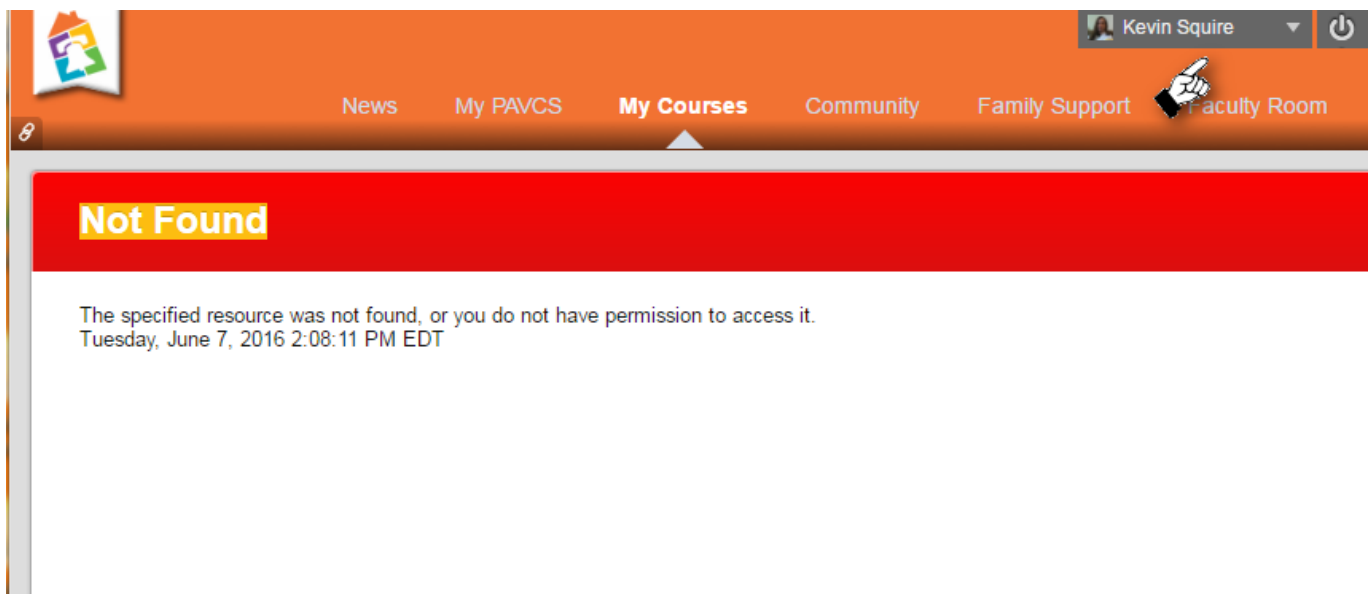 Kevin Squire
News My PAVCS My Courses Community Family Support Faculty Room
Not Found
The specified resource was not found, or you do not have permission to access it.
Tuesday, June 7, 2016 2:08:11 PM EDT